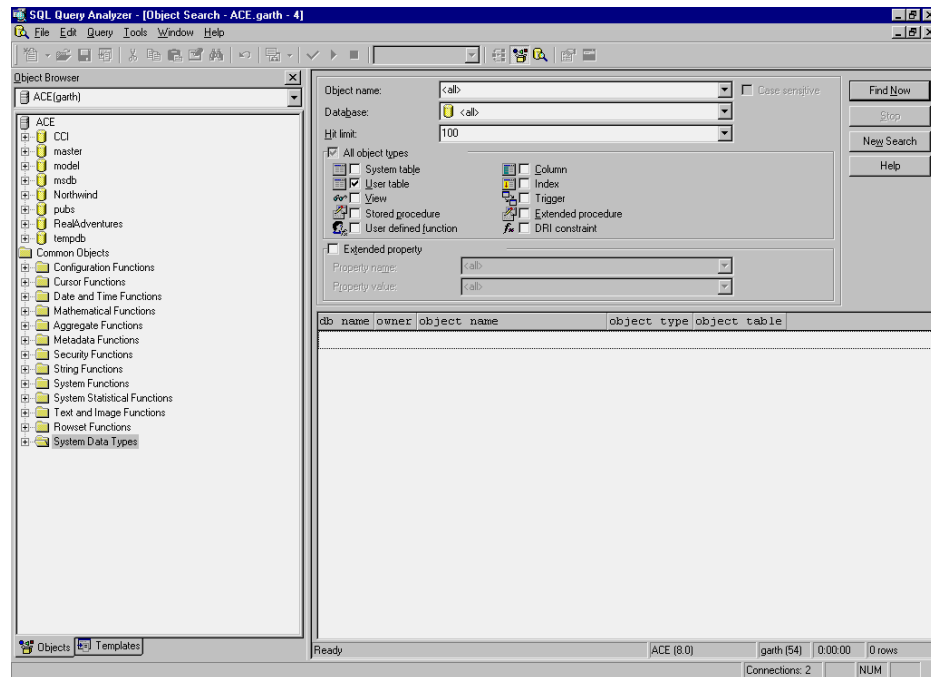 SQL Query Analyzer - [Object Search - ACE.garth - 4]
File Edit Query Tools Window Help
Object Browser
ACE(garth)
ACE
CCI
master
model
msdb
Northwind
pubs
RealAdventures
tempdb
Common Objects
Configuration Functions
Cursor Functions
Date and Time Functions
Mathematical Functions
Aggregate Functions
Metadata Functions
Security Functions
String Functions
System Functions
System Statistical Functions
Text and Image Functions
Rowset Functions
System Data Types
Objects Templates
Object name: <all> Case sensitive Find Now
Database: <all> Stop
Hit limit: 100 New Search
All object types Help
System table Column
User table Index
View Trigger
Stored procedure Extended procedure
User defined function DRI constraint
Extended property
Property name: <all>
Property value: <all>
db name owner object name object type object table
Ready ACE (8.0) garth (54) 0:00:00 0 rows
Connections: 2 NUM